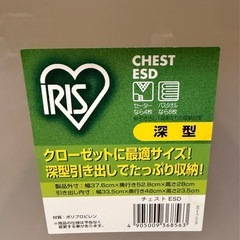 IRIS
CHEST
ESD
セーター
なら4枚
バスタオル
なら8枚
深型
クローゼットに最適サイズ!
深型引き出しでたっぷり収納!
製品外寸:幅37.6cm×奥行き52.8cm×高さ28cm
引き出し内寸:幅33.5cm×奥行き48cm×高さ23.5cm
材質:ポリプロピレン
チェスト ESD
4 905009 368563